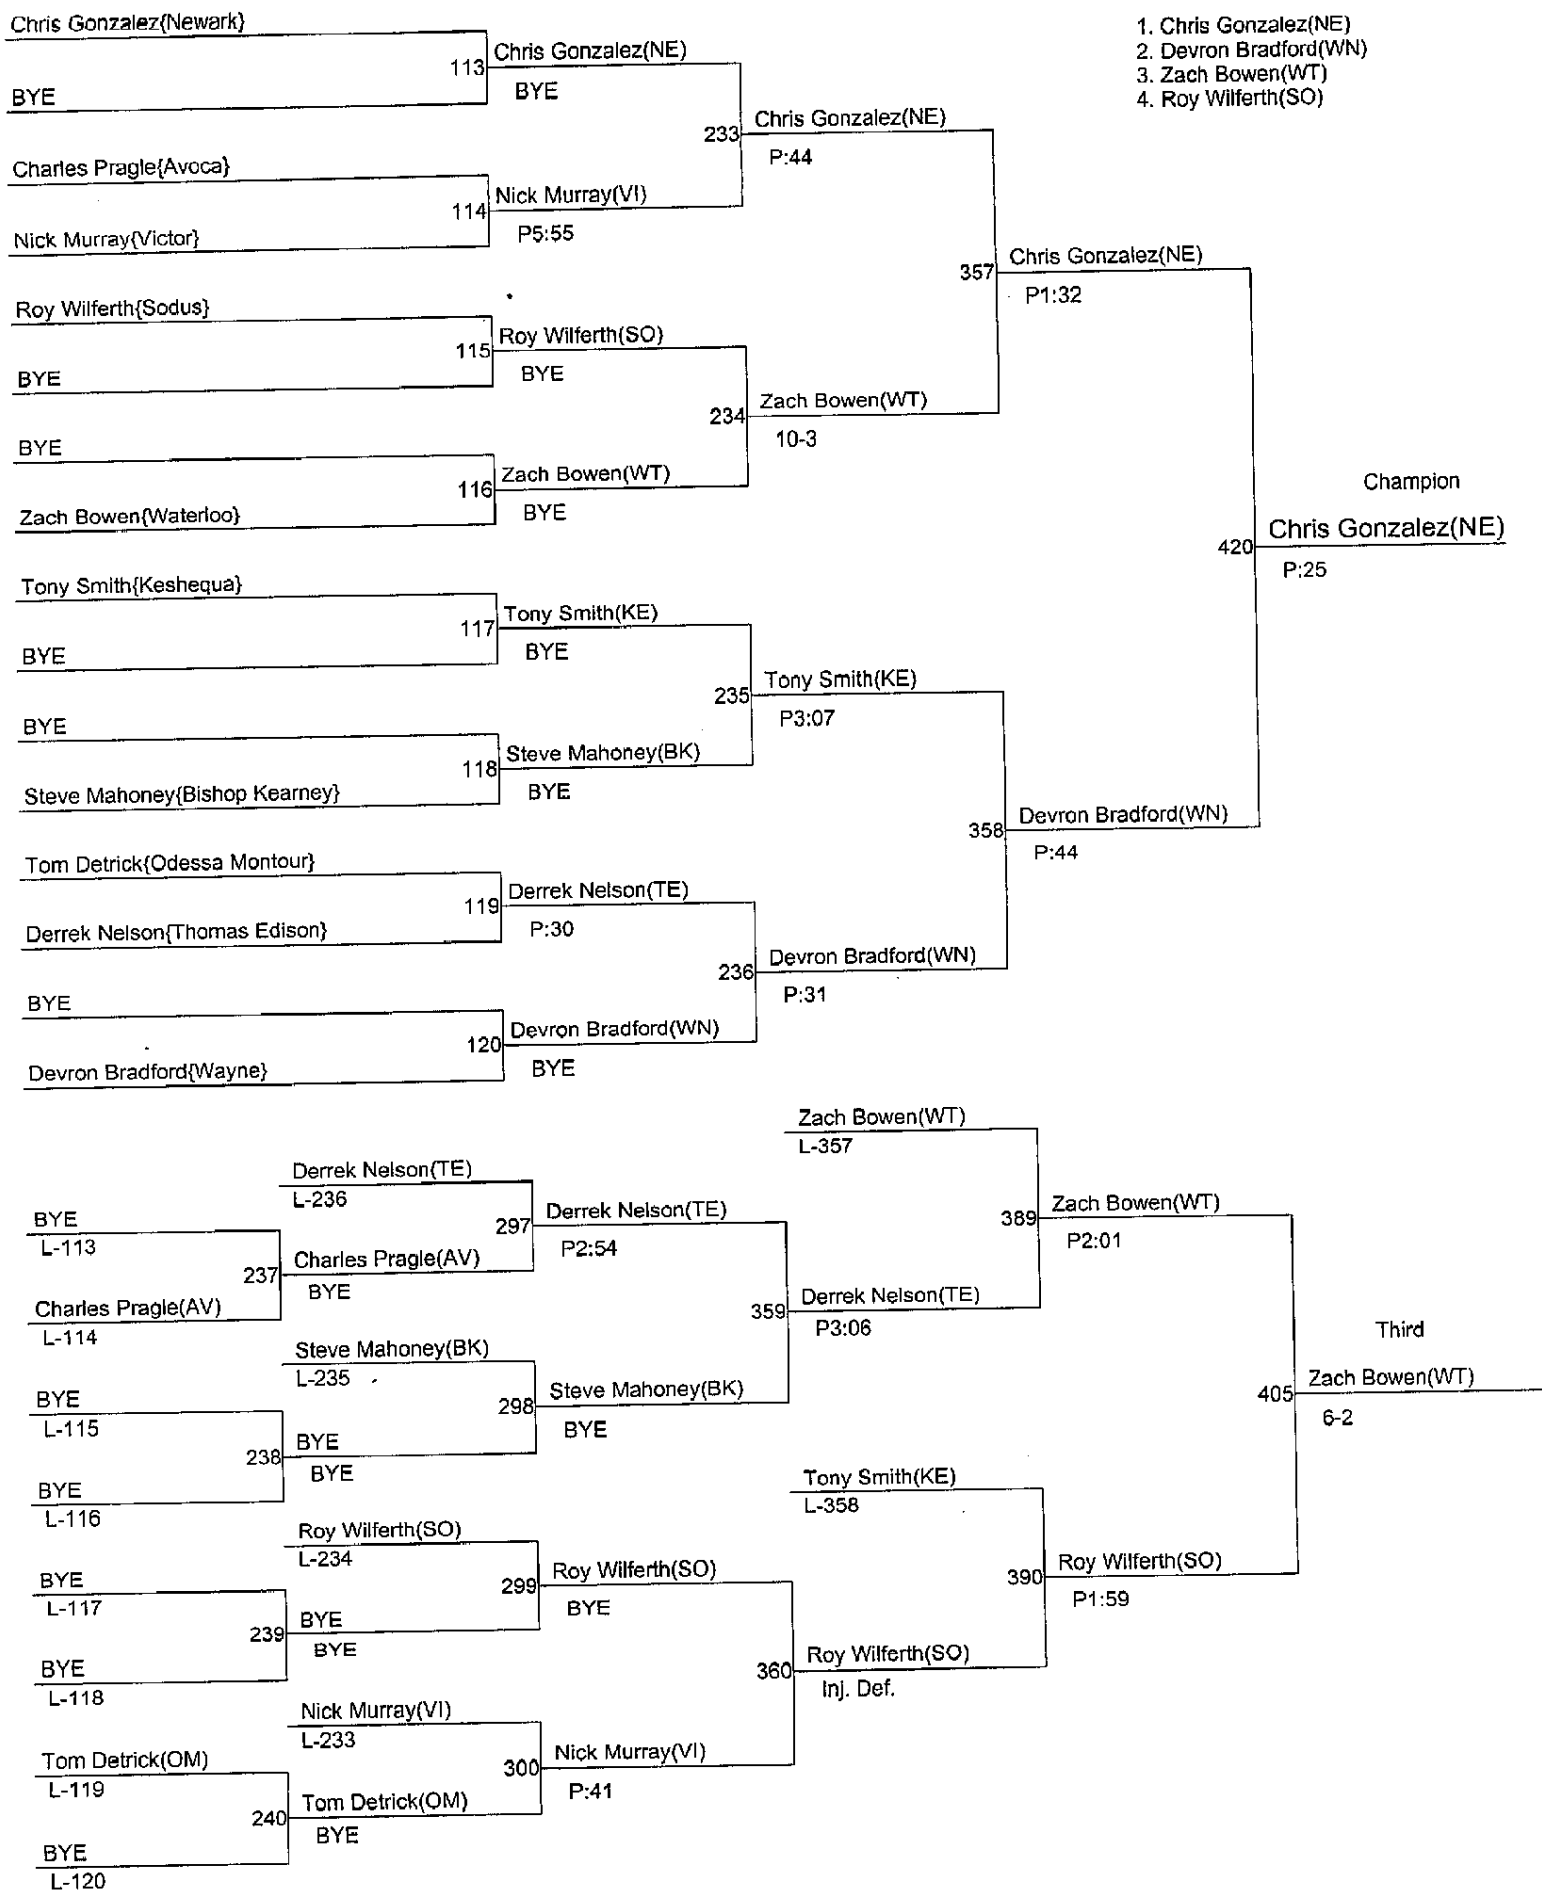 Chris Gonzalez{Newark}
113
Chris Gonzalez(NE)
BYE
BYE
233
Chris Gonzalez(NE)
P:44
Charles Pragle{Avoca}
114
Nick Murray(VI)
P5:55
Nick Murray{Victor}
357
Chris Gonzalez(NE)
P1:32
Roy Wilferth{Sodus}
115
Roy Wilferth(SO)
BYE
BYE
234
Zach Bowen(WT)
10-3
BYE
116
Zach Bowen(WT)
BYE
Zach Bowen{Waterloo}
Champion
420
Chris Gonzalez(NE)
P:25
Tony Smith{Keshequa}
117
Tony Smith(KE)
BYE
BYE
235
Tony Smith(KE)
P3:07
BYE
118
Steve Mahoney(BK)
BYE
Steve Mahoney{Bishop Kearney}
358
Devron Bradford(WN)
P:44
Tom Detrick{Odessa Montour}
119
Derrek Nelson(TE)
P:30
Derrek Nelson{Thomas Edison}
236
Devron Bradford(WN)
P:31
BYE
120
Devron Bradford(WN)
BYE
Devron Bradford{Wayne}
1. Chris Gonzalez(NE)
2. Devron Bradford(WN)
3. Zach Bowen(WT)
4. Roy Wilferth(SO)
Zach Bowen(WT)
L-357
Derrek Nelson(TE)
L-236
297
Derrek Nelson(TE)
P2:54
389
Zach Bowen(WT)
P2:01
BYE
L-113
237
Charles Pragle(AV)
BYE
Charles Pragle(AV)
L-114
359
Derrek Nelson(TE)
P3:06
Steve Mahoney(BK)
L-235
298
Steve Mahoney(BK)
BYE
BYE
L-115
238
BYE
BYE
BYE
L-116
Third
405
Zach Bowen(WT)
6-2
Tony Smith(KE)
L-358
Roy Wilferth(SO)
L-234
299
Roy Wilferth(SO)
BYE
390
Roy Wilferth(SO)
P1:59
BYE
L-117
239
BYE
BYE
BYE
L-118
360
Roy Wilferth(SO)
Inj. Def.
Nick Murray(VI)
L-233
300
Nick Murray(VI)
P:41
Tom Detrick(OM)
L-119
240
Tom Detrick(OM)
BYE
BYE
L-120